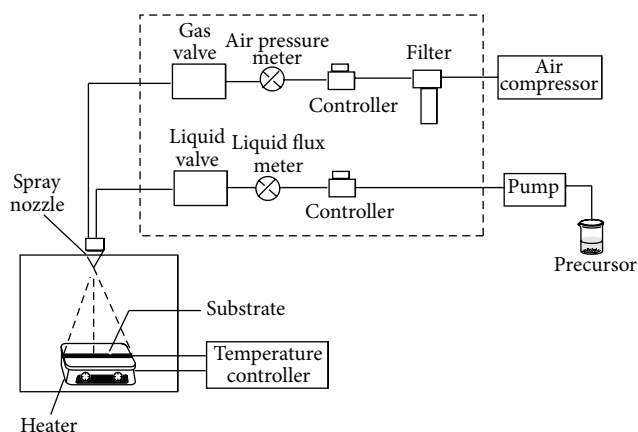 Gas
valve
Air pressure
meter
Controller
Filter
Air
compressor
Liquid
valve
Liquid flux
meter
Controller
Pump
Precursor
Spray
nozzle
Substrate
Temperature
controller
Heater